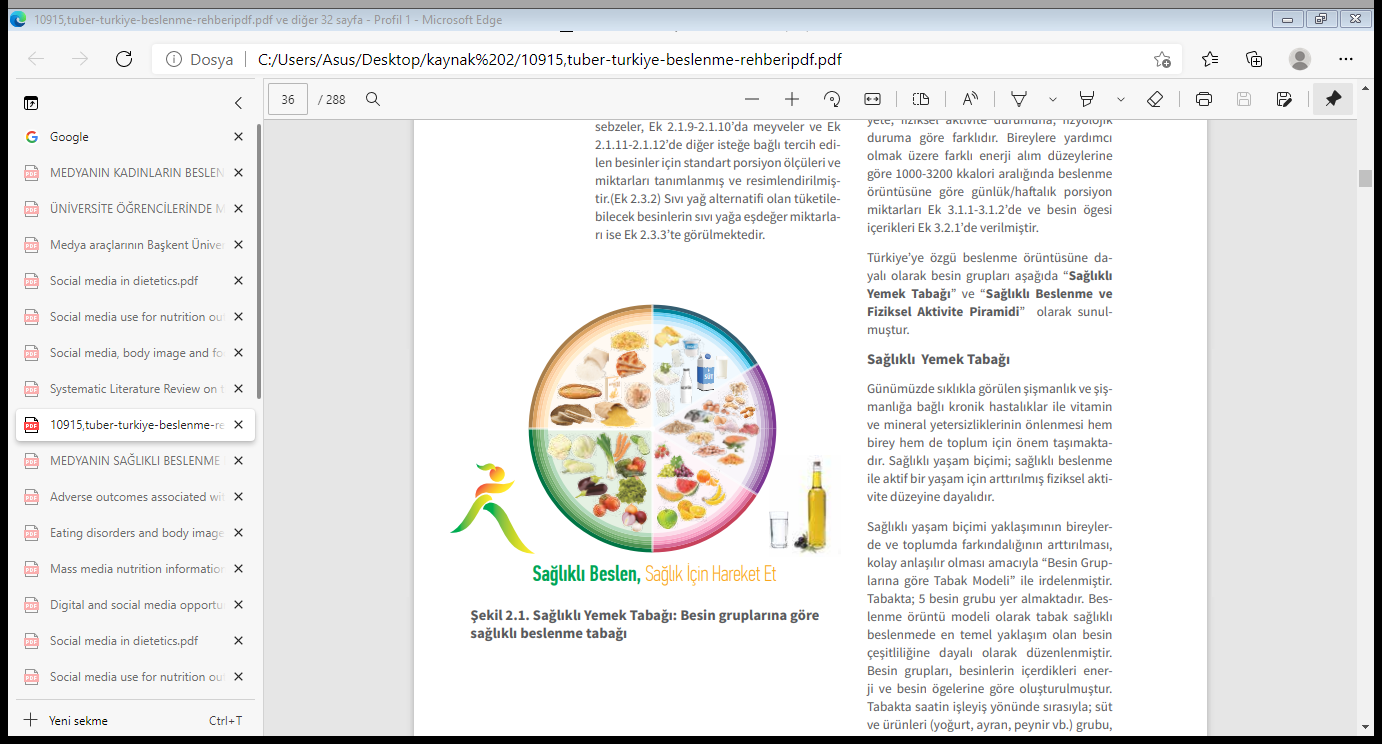 10915,tuber-turkiye-beslenme-rehberipdf.pdf ve diğer 32 sayfa - Profil 1 - Microsoft Edge
Dosya
C:/Users/Asus/Desktop/kaynak%202/10915,tuber-turkiye-beslenme-rehberipdf.pdf
36 / 288
Google
MEDYANIN KADINLARIN BESLEN
ÜNİVERSİTE ÖĞRENCİLERİNDE M
Medya araçlarının Başkent Ünive
Social media in dietetics.pdf
Social media use for nutrition ou
Social media, body image and fo
Systematic Literature Review on t
10915,tuber-turkiye-beslenme-re
MEDYANIN SAĞLIKLI BESLENME
Adverse outcomes associated wi
Eating disorders and body image
Mass media nutrition informatio
Digital and social media opportu
Social media in dietetics.pdf
Social media use for nutrition ou
Yeni sekme
Ctrl+T
sebzeler, Ek 2.1.9-2.1.10’da meyveler ve Ek
2.1.11-2.1.12’de diğer isteğe bağlı tercih edi-
len besinler için standart porsiyon ölçüleri ve
miktarları tanımlanmış ve resimlendirilmiş-
tir.(Ek 2.3.2) Sıvı yağ alternatifi olan tüketile-
bilecek besinlerin sıvı yağa eşdeğer miktarla-
rı ise Ek 2.3.3’te görülmektedir.
SÜT
Sağlıklı Beslen, Sağlık İçin Hareket Et
Şekil 2.1. Sağlıklı Yemek Tabağı: Besin gruplarına göre
sağlıklı beslenme tabağı
yete, fiziksel aktivite durumuna, fizyolojik
duruma göre farklıdır. Bireylere yardımcı
olmak üzere farklı enerji alım düzeylerine
göre 1000-3200 kkalori aralığında beslenme
örüntüsüne göre günlük/haftalık porsiyon
miktarları Ek 3.1.1-3.1.2’de ve besin ögesi
içerikleri Ek 3.2.1’de verilmiştir.
Türkiye’ye özgü beslenme örüntüsüne da-
yalı olarak besin grupları aşağıda “Sağlıklı
Yemek Tabağı” ve “Sağlıklı Beslenme ve
Fiziksel Aktivite Piramidi” olarak sunul-
muştur.
Sağlıklı Yemek Tabağı
Günümüzde sıklıkla görülen şişmanlık ve şiş-
manlığa bağlı kronik hastalıklar ile vitamin
ve mineral yetersizliklerinin önlenmesi hem
birey hem de toplum için önem taşımakta-
dır. Sağlıklı yaşam biçimi; sağlıklı beslenme
ile aktif bir yaşam için arttırılmış fiziksel akti-
vite düzeyine dayalıdır.
Sağlıklı yaşam biçimi yaklaşımının bireyler-
de ve toplumda farkındalığının arttırılması,
kolay anlaşılır olması amacıyla “Besin Grup-
larına göre Tabak Modeli” ile irdelenmiştir.
Tabakta; 5 besin grubu yer almaktadır. Bes-
lenme örüntü modeli olarak tabak sağlıklı
beslenmede en temel yaklaşım olan besin
çeşitliliğine dayalı olarak düzenlenmiştir.
Besin grupları, besinlerin içerdikleri ener-
ji ve besin ögelerine göre oluşturulmuştur.
Tabakta saatin işleyiş yönünde sırasıyla; süt
ve ürünleri (yoğurt, ayran, peynir vb.) grubu,